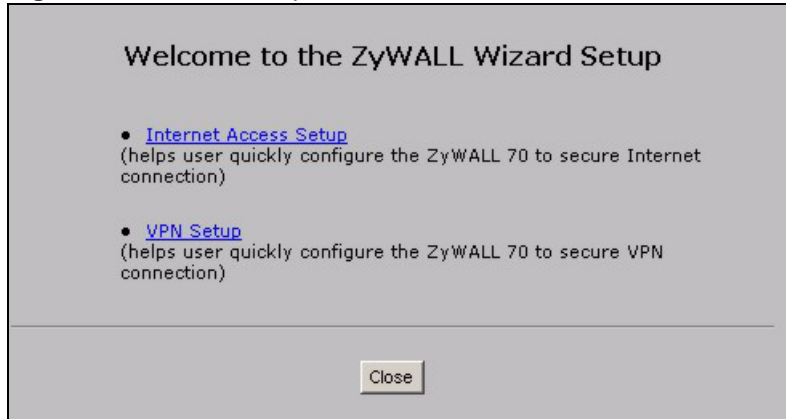 Welcome to the ZyWALL Wizard Setup
• Internet Access Setup
(helps user quickly configure the ZyWALL 70 to secure Internet
connection)
• VPN Setup
(helps user quickly configure the ZyWALL 70 to secure VPN
connection)
Close